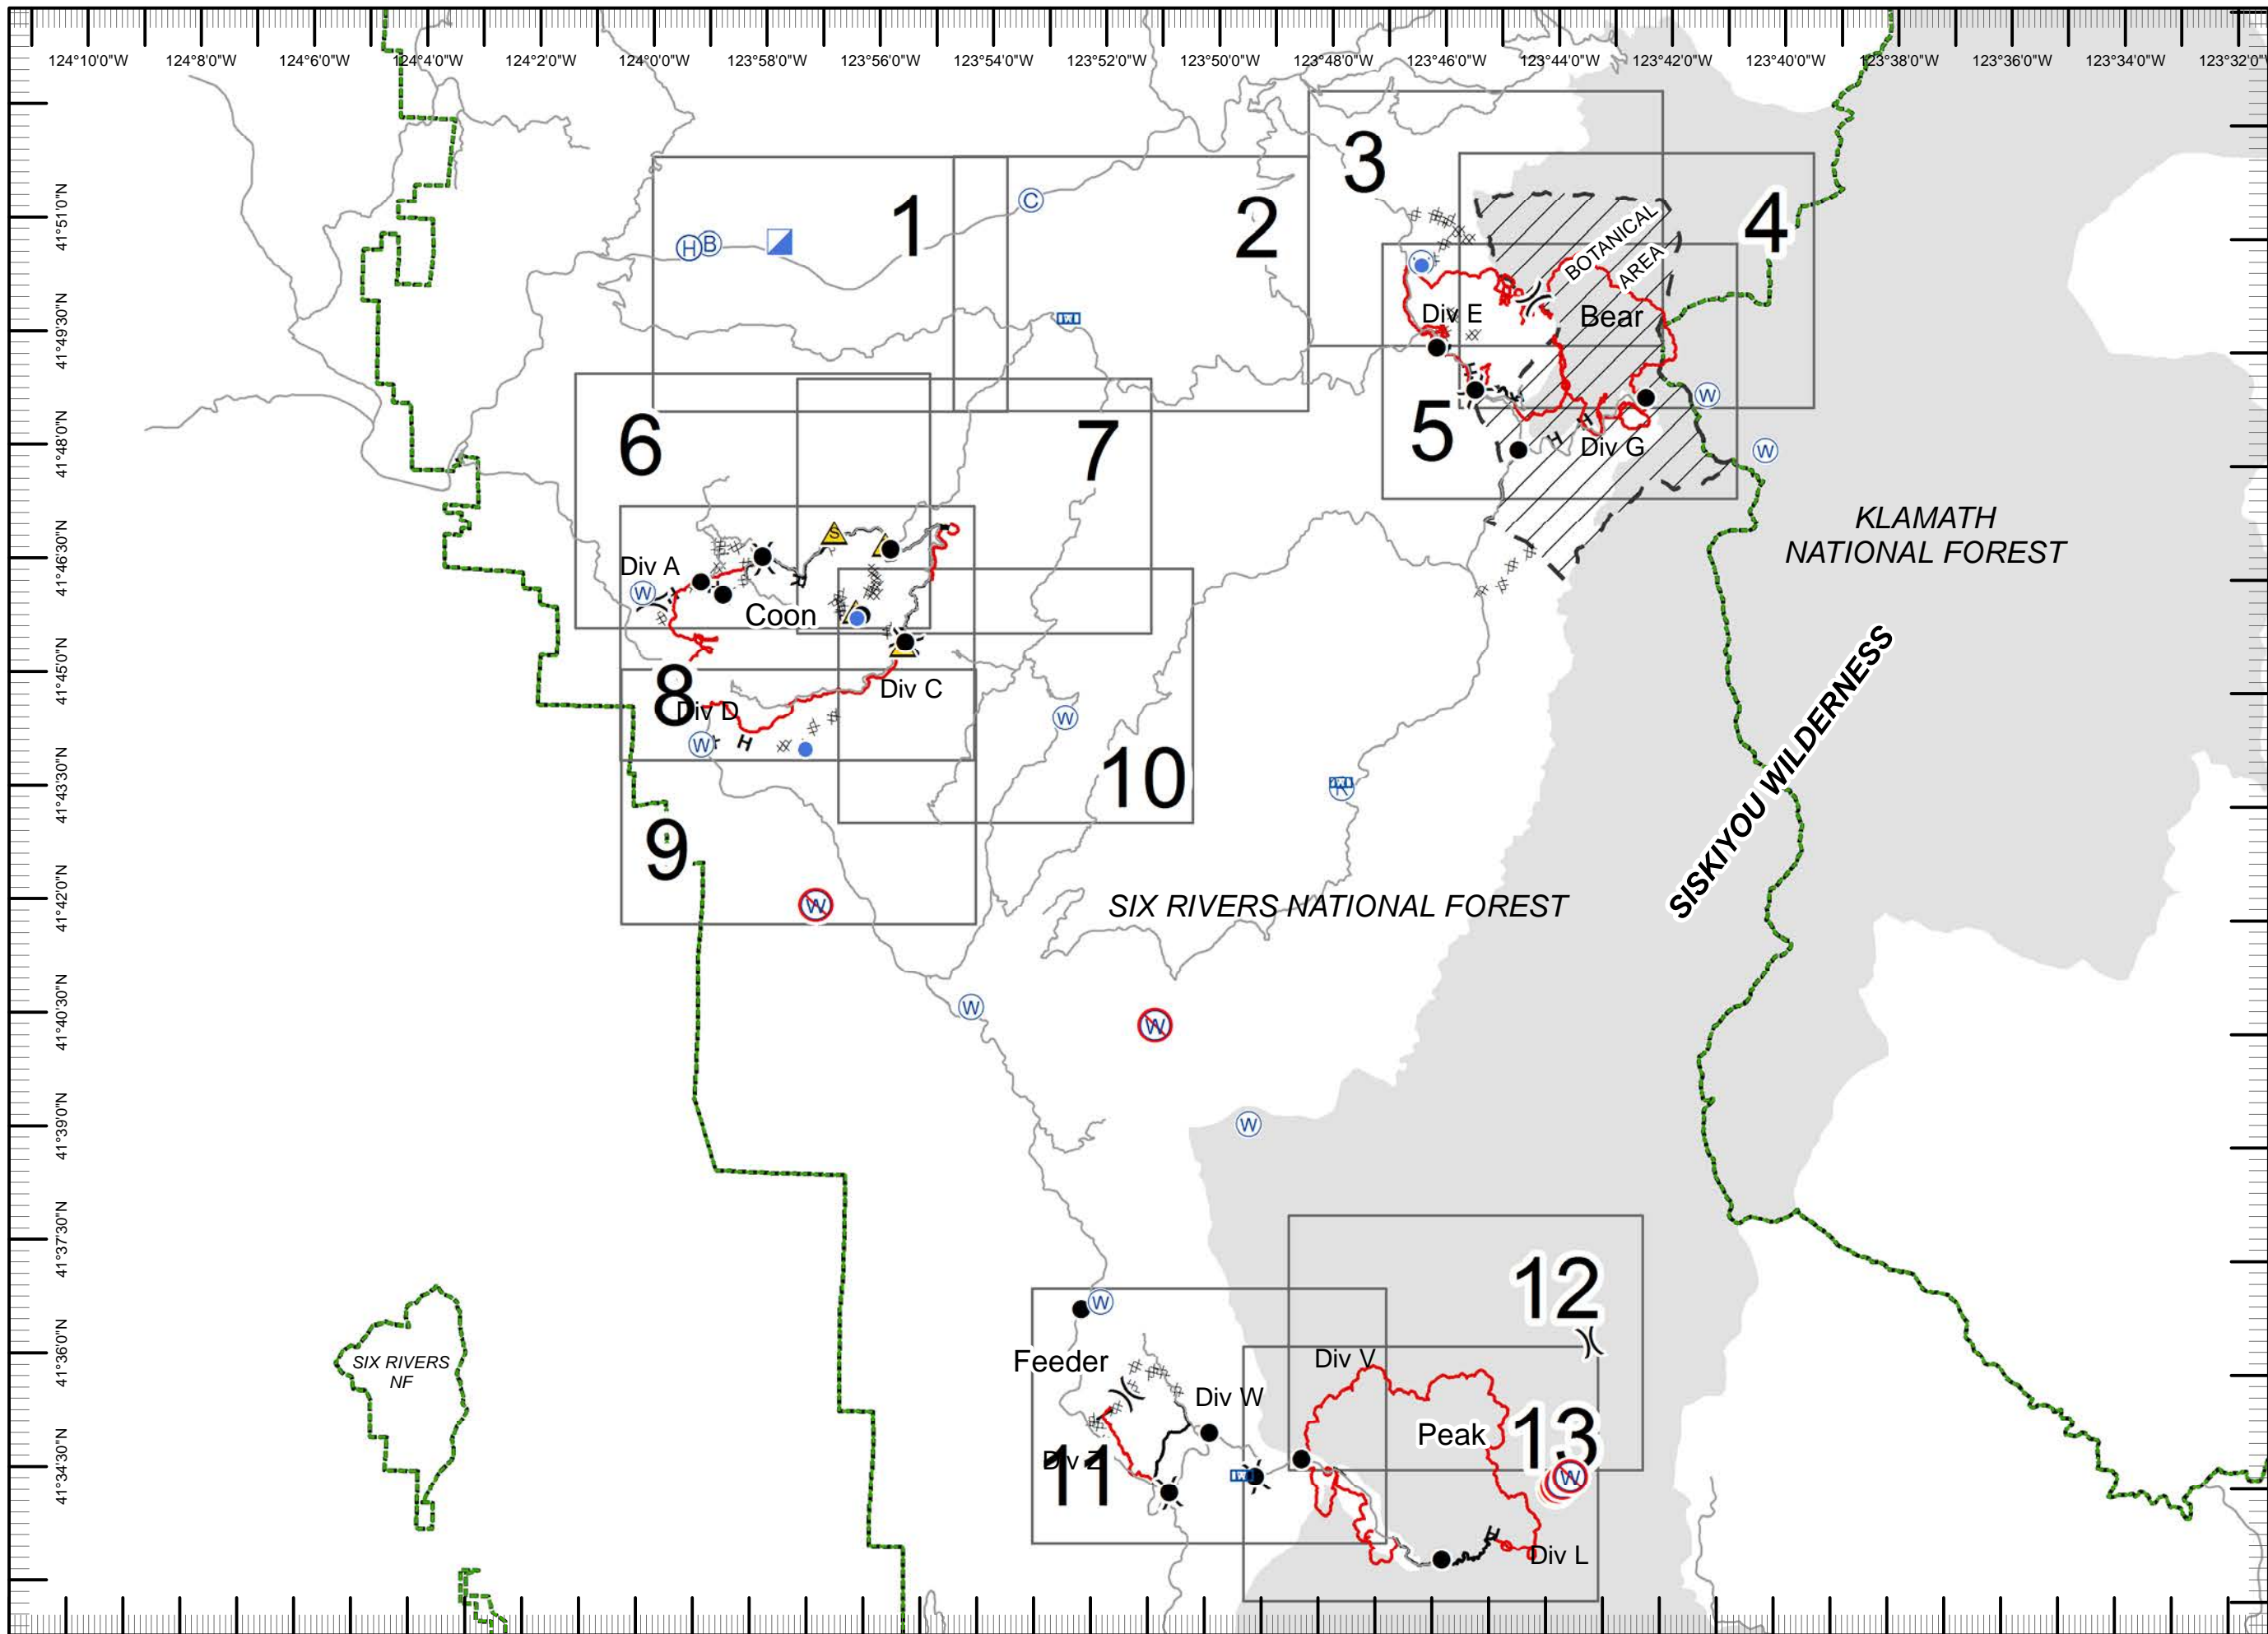 124°10'0"W
124°8'0"W
124°6'0"W
124°4'0"W
124°2'0"W
124°0'0"W
123°58'0"W
123°56'0"W
123°54'0"W
123°52'0"W
123°50'0"W
123°48'0"W
123°46'0"W
123°44'0"W
123°42'0"W
123°40'0"W
123°38'0"W
123°36'0"W
123°34'0"W
123°32'0"W
41°51'0"N
41°49'30"N
41°48'0"N
41°46'30"N
41°45'0"N
41°43'30"N
41°42'0"N
41°40'30"N
41°39'0"N
41°37'30"N
41°36'0"N
41°34'30"N
1
2
3
4
H
B
C
BOTANICAL
AREA
Div E
Bear
5
Div G
H
H
H
W
W
6
7
S
Div A
W
R
Coon
KLAMATH
NATIONAL FOREST
8
Div D
Div C
W
H
W
10
R
SISKIYOU WILDERNESS
9
W
SIX RIVERS NATIONAL FOREST
W
W
W
12
W
SIX RIVERS
NF
Feeder
Div V
Div W
Peak
13
W
Div Z
11
H
Div L